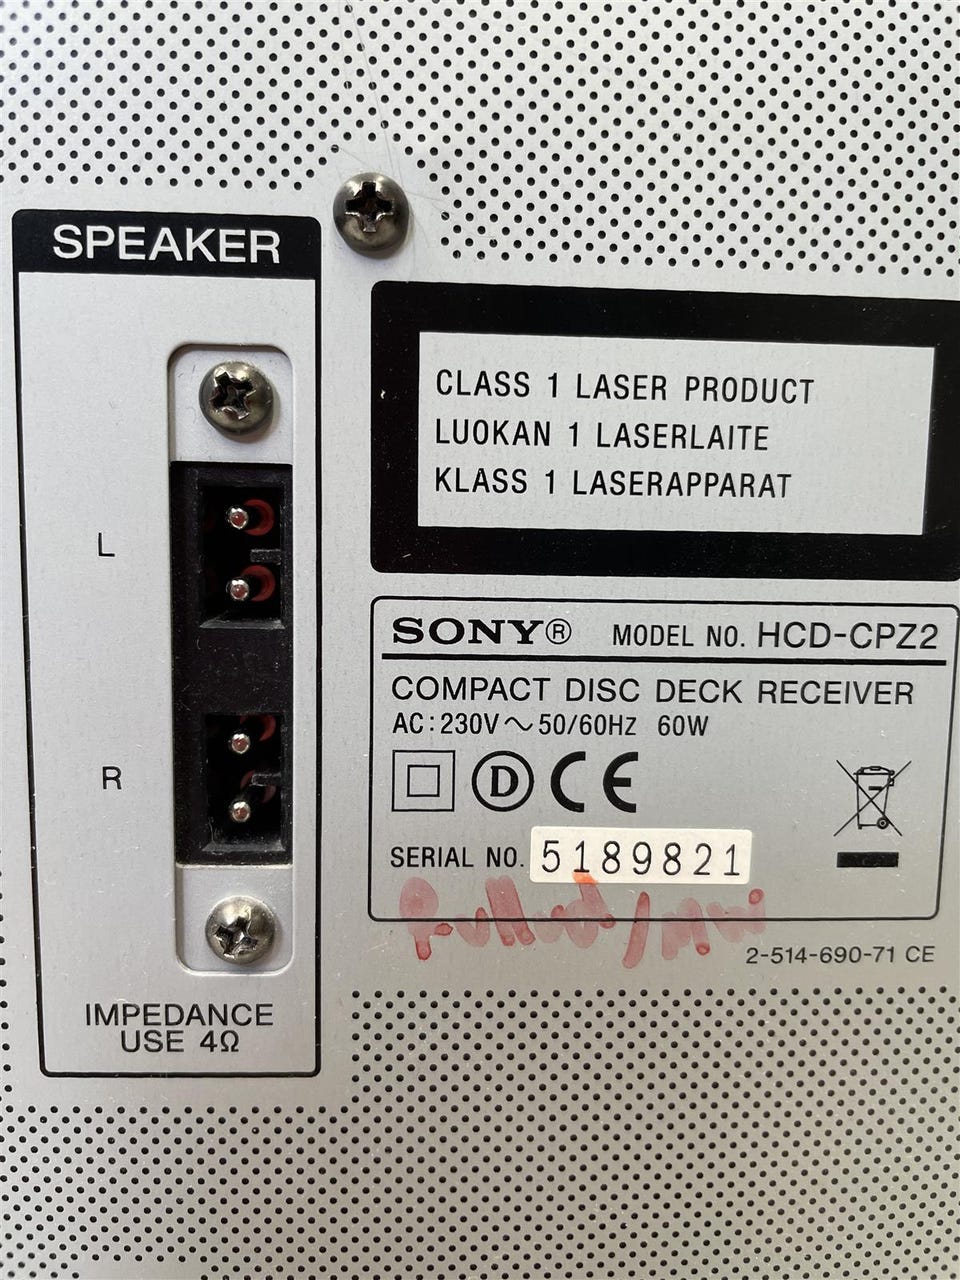 SPEAKER
L
R
IMPEDANCE
USE 4Ω
CLASS 1 LASER PRODUCT
LUOKAN 1 LASERLAITE
KLASS 1 LASERAPPARAT
SONY® MODEL NO. HCD-CPZ2
COMPACT DISC DECK RECEIVER
AC:230V～50/60Hz 60W
D CE
SERIAL NO. 5189821
2-514-690-71 CE